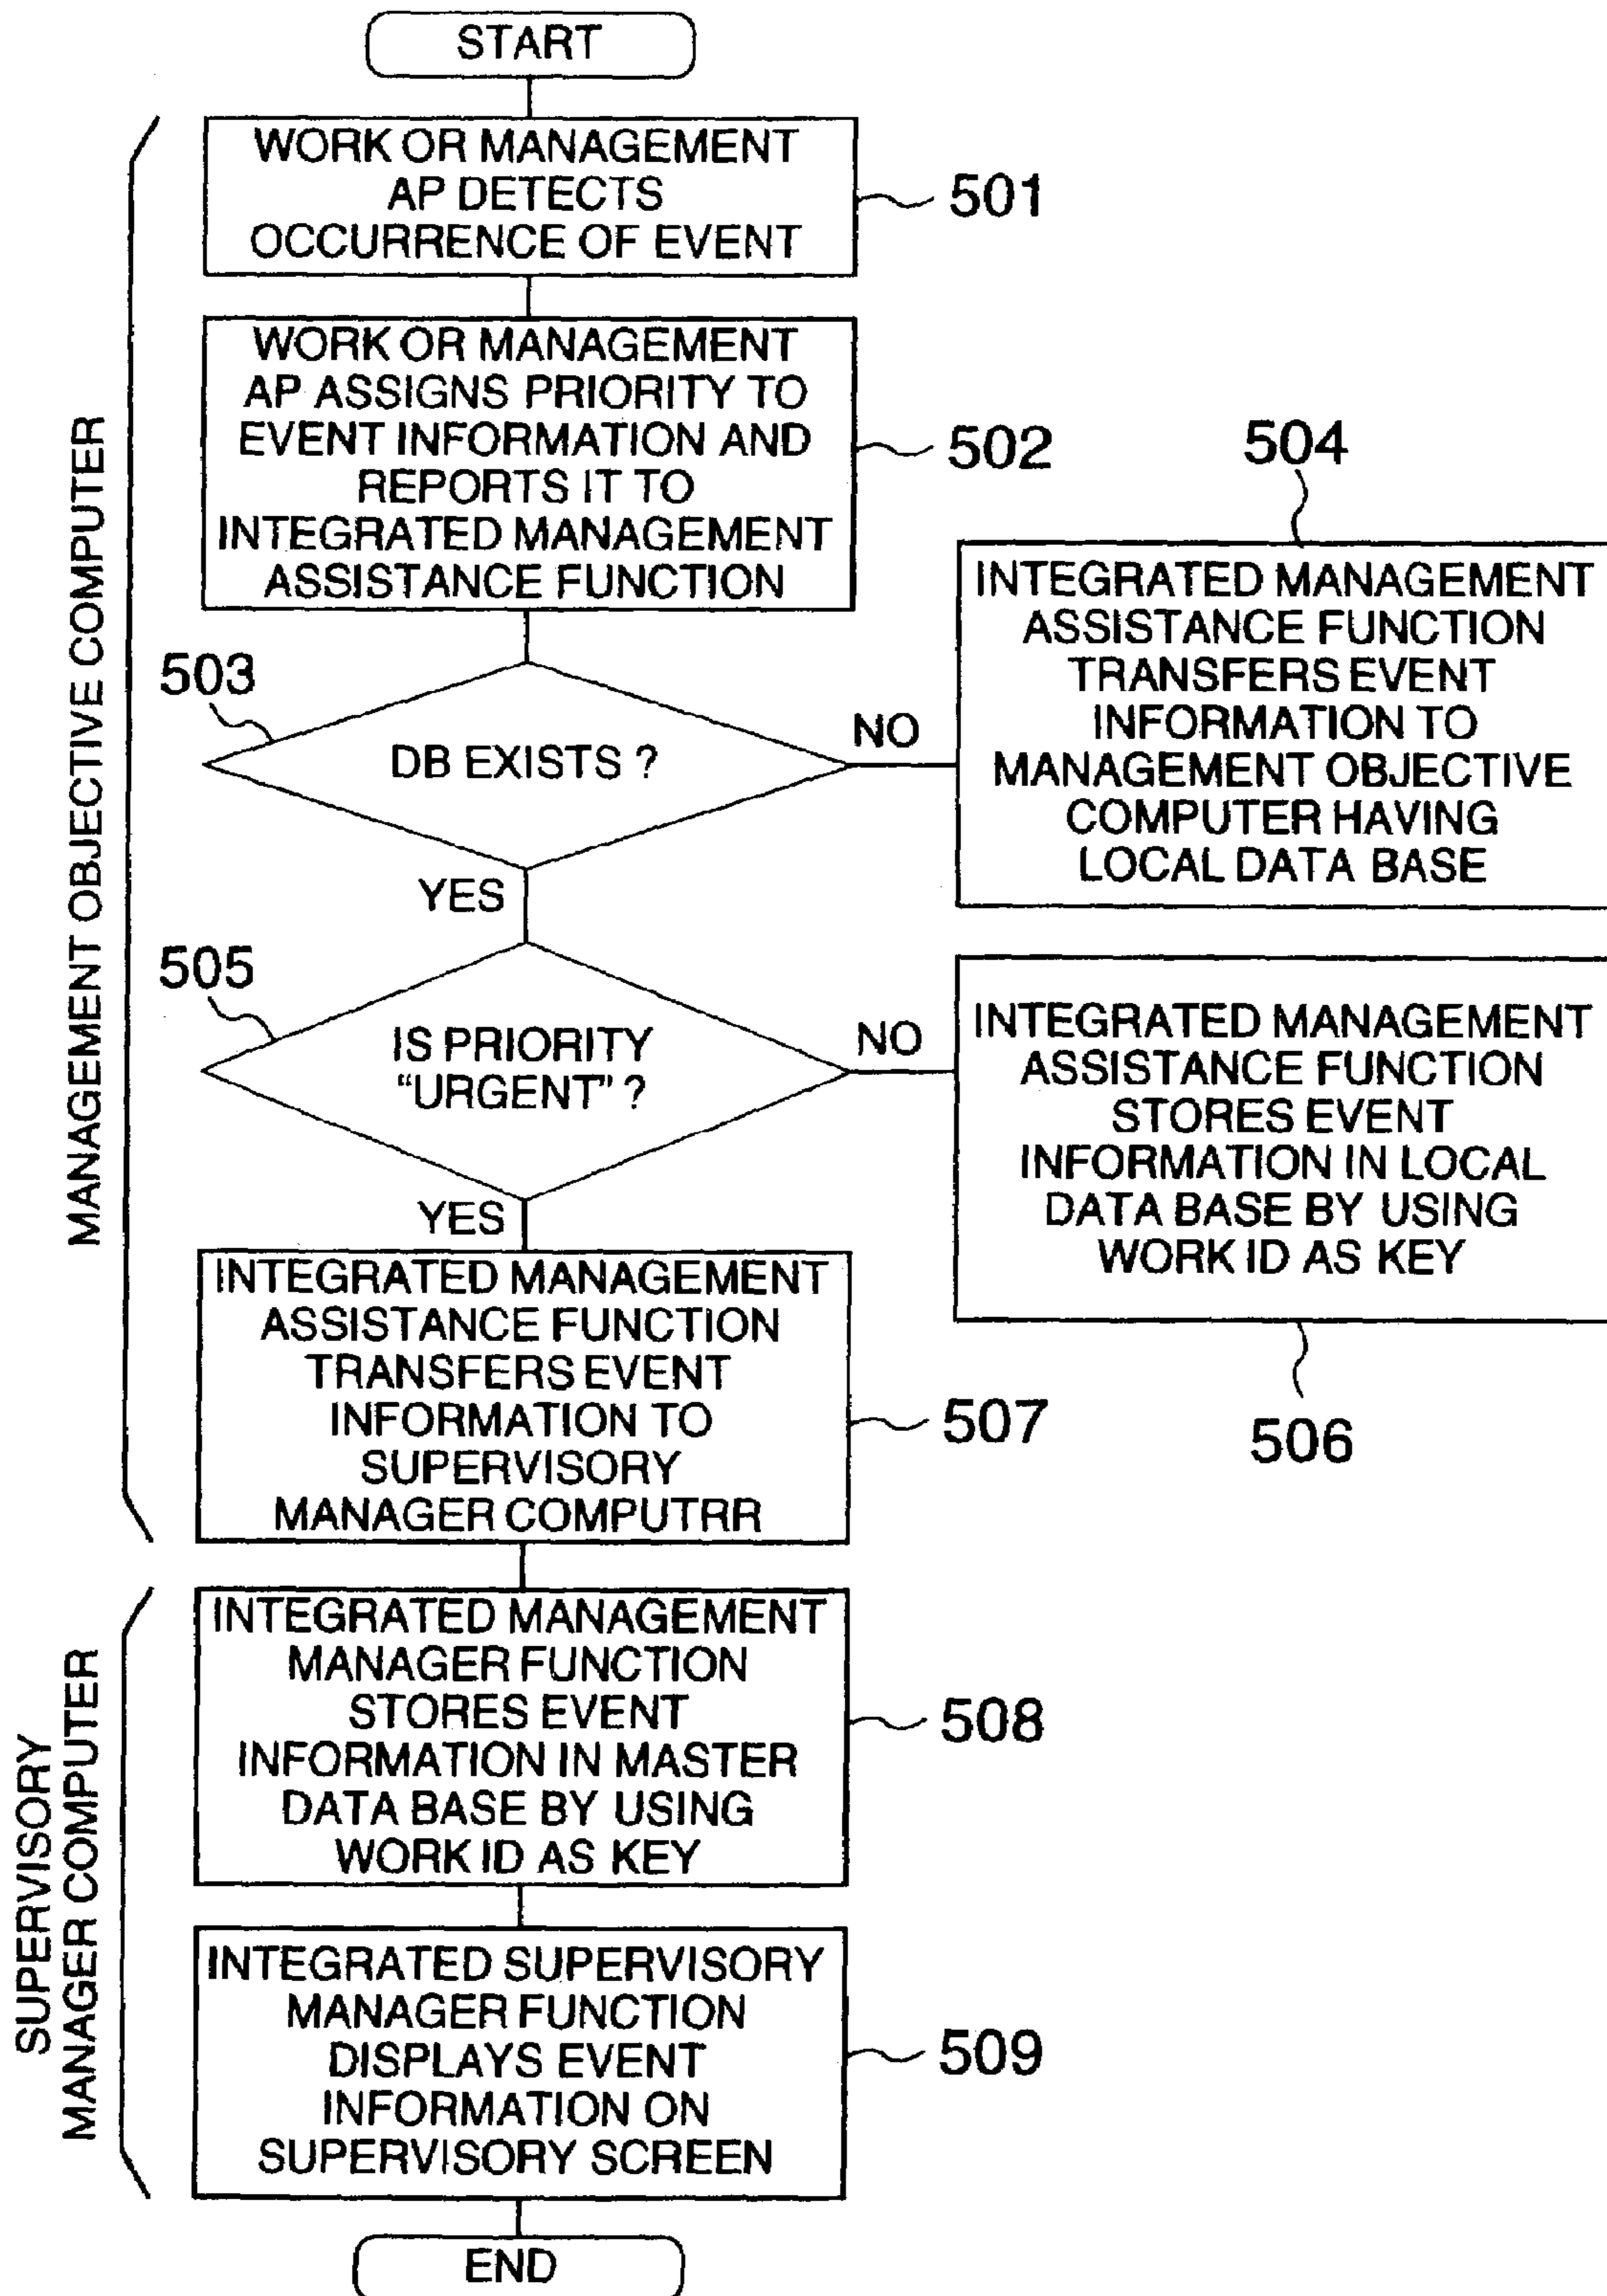 START
WORK OR MANAGEMENT
AP DETECTS
OCCURRENCE OF EVENT
501
WORK OR MANAGEMENT
AP ASSIGNS PRIORITY TO
EVENT INFORMATION AND
REPORTS IT TO
INTEGRATED MANAGEMENT
ASSISTANCE FUNCTION
502
503
DB EXISTS ?
NO
YES
504
INTEGRATED MANAGEMENT
ASSISTANCE FUNCTION
TRANSFERS EVENT
INFORMATION TO
MANAGEMENT OBJECTIVE
COMPUTER HAVING
LOCAL DATA BASE
505
IS PRIORITY
“URGENT” ?
NO
YES
INTEGRATED MANAGEMENT
ASSISTANCE FUNCTION
STORES EVENT
INFORMATION IN LOCAL
DATA BASE BY USING
WORK ID AS KEY
506
INTEGRATED MANAGEMENT
ASSISTANCE FUNCTION
TRANSFERS EVENT
INFORMATION TO
SUPERVISORY
MANAGER COMPUTRR
507
MANAGEMENT OBJECTIVE COMPUTER
INTEGRATED MANAGEMENT
MANAGER FUNCTION
STORES EVENT
INFORMATION IN MASTER
DATA BASE BY USING
WORK ID AS KEY
508
INTEGRATED SUPERVISORY
MANAGER FUNCTION
DISPLAYS EVENT
INFORMATION ON
SUPERVISORY SCREEN
509
SUPERVISORY
MANAGER COMPUTER
END